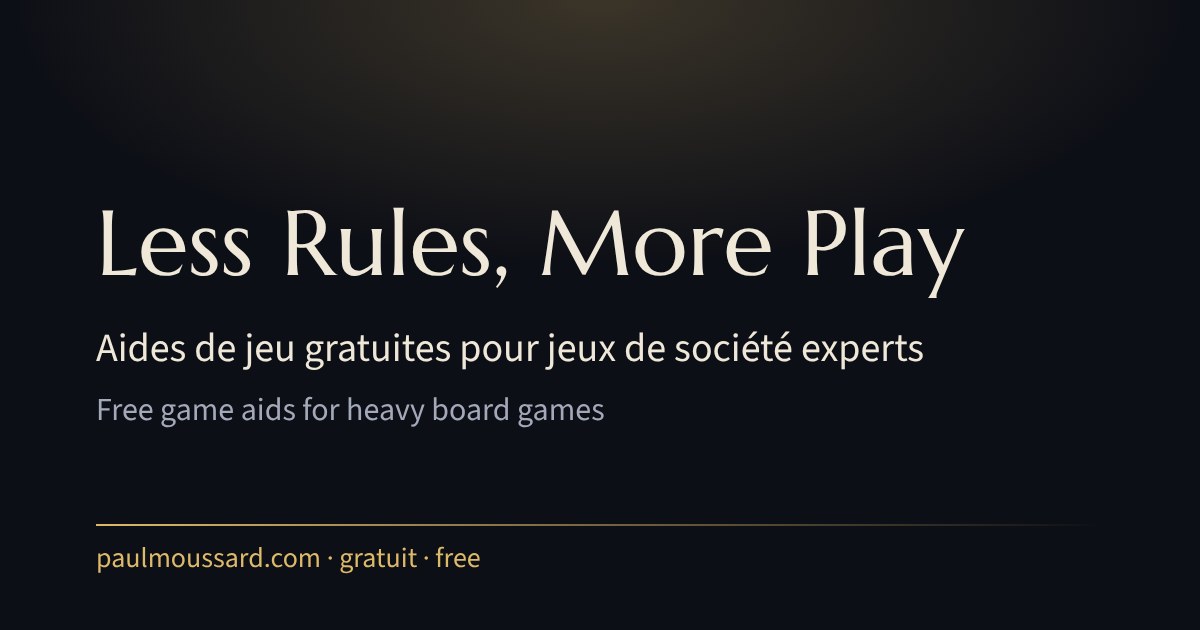 Less Rules, More Play
Aides de jeu gratuites pour jeux de société experts
Free game aids for heavy board games
paulmoussard.com · gratuit · free